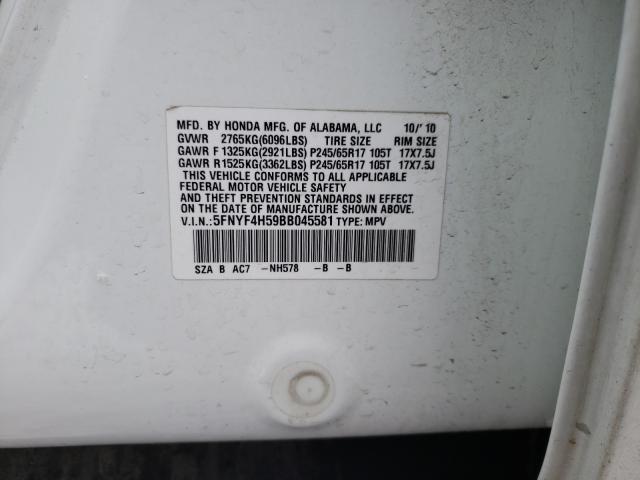 MFD. BY HONDA MFG. OF ALABAMA, LLC 10/'10
GVWR 2765KG(6096LBS) TIRE SIZE RIM SIZE
GAWR F 1325KG(2921LBS) P245/65R17 105T 17X7.5J
GAWR R1525KG(3362LBS) P245/65R17 105T 17X7.5J
THIS VEHICLE CONFORMS TO ALL APPLICABLE
FEDERAL MOTOR VEHICLE SAFETY
AND THEFT PREVENTION STANDARDS IN EFFECT
ON THE DATE OF MANUFACTURE SHOWN ABOVE.
V.I.N.: 5FNYF4H59BB045581 TYPE: MPV
SZA B AC7 -NH578 -B -B